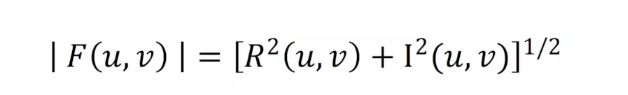 | F(u, v) | = [R²(u, v) + I²(u, v)]^{1/2}